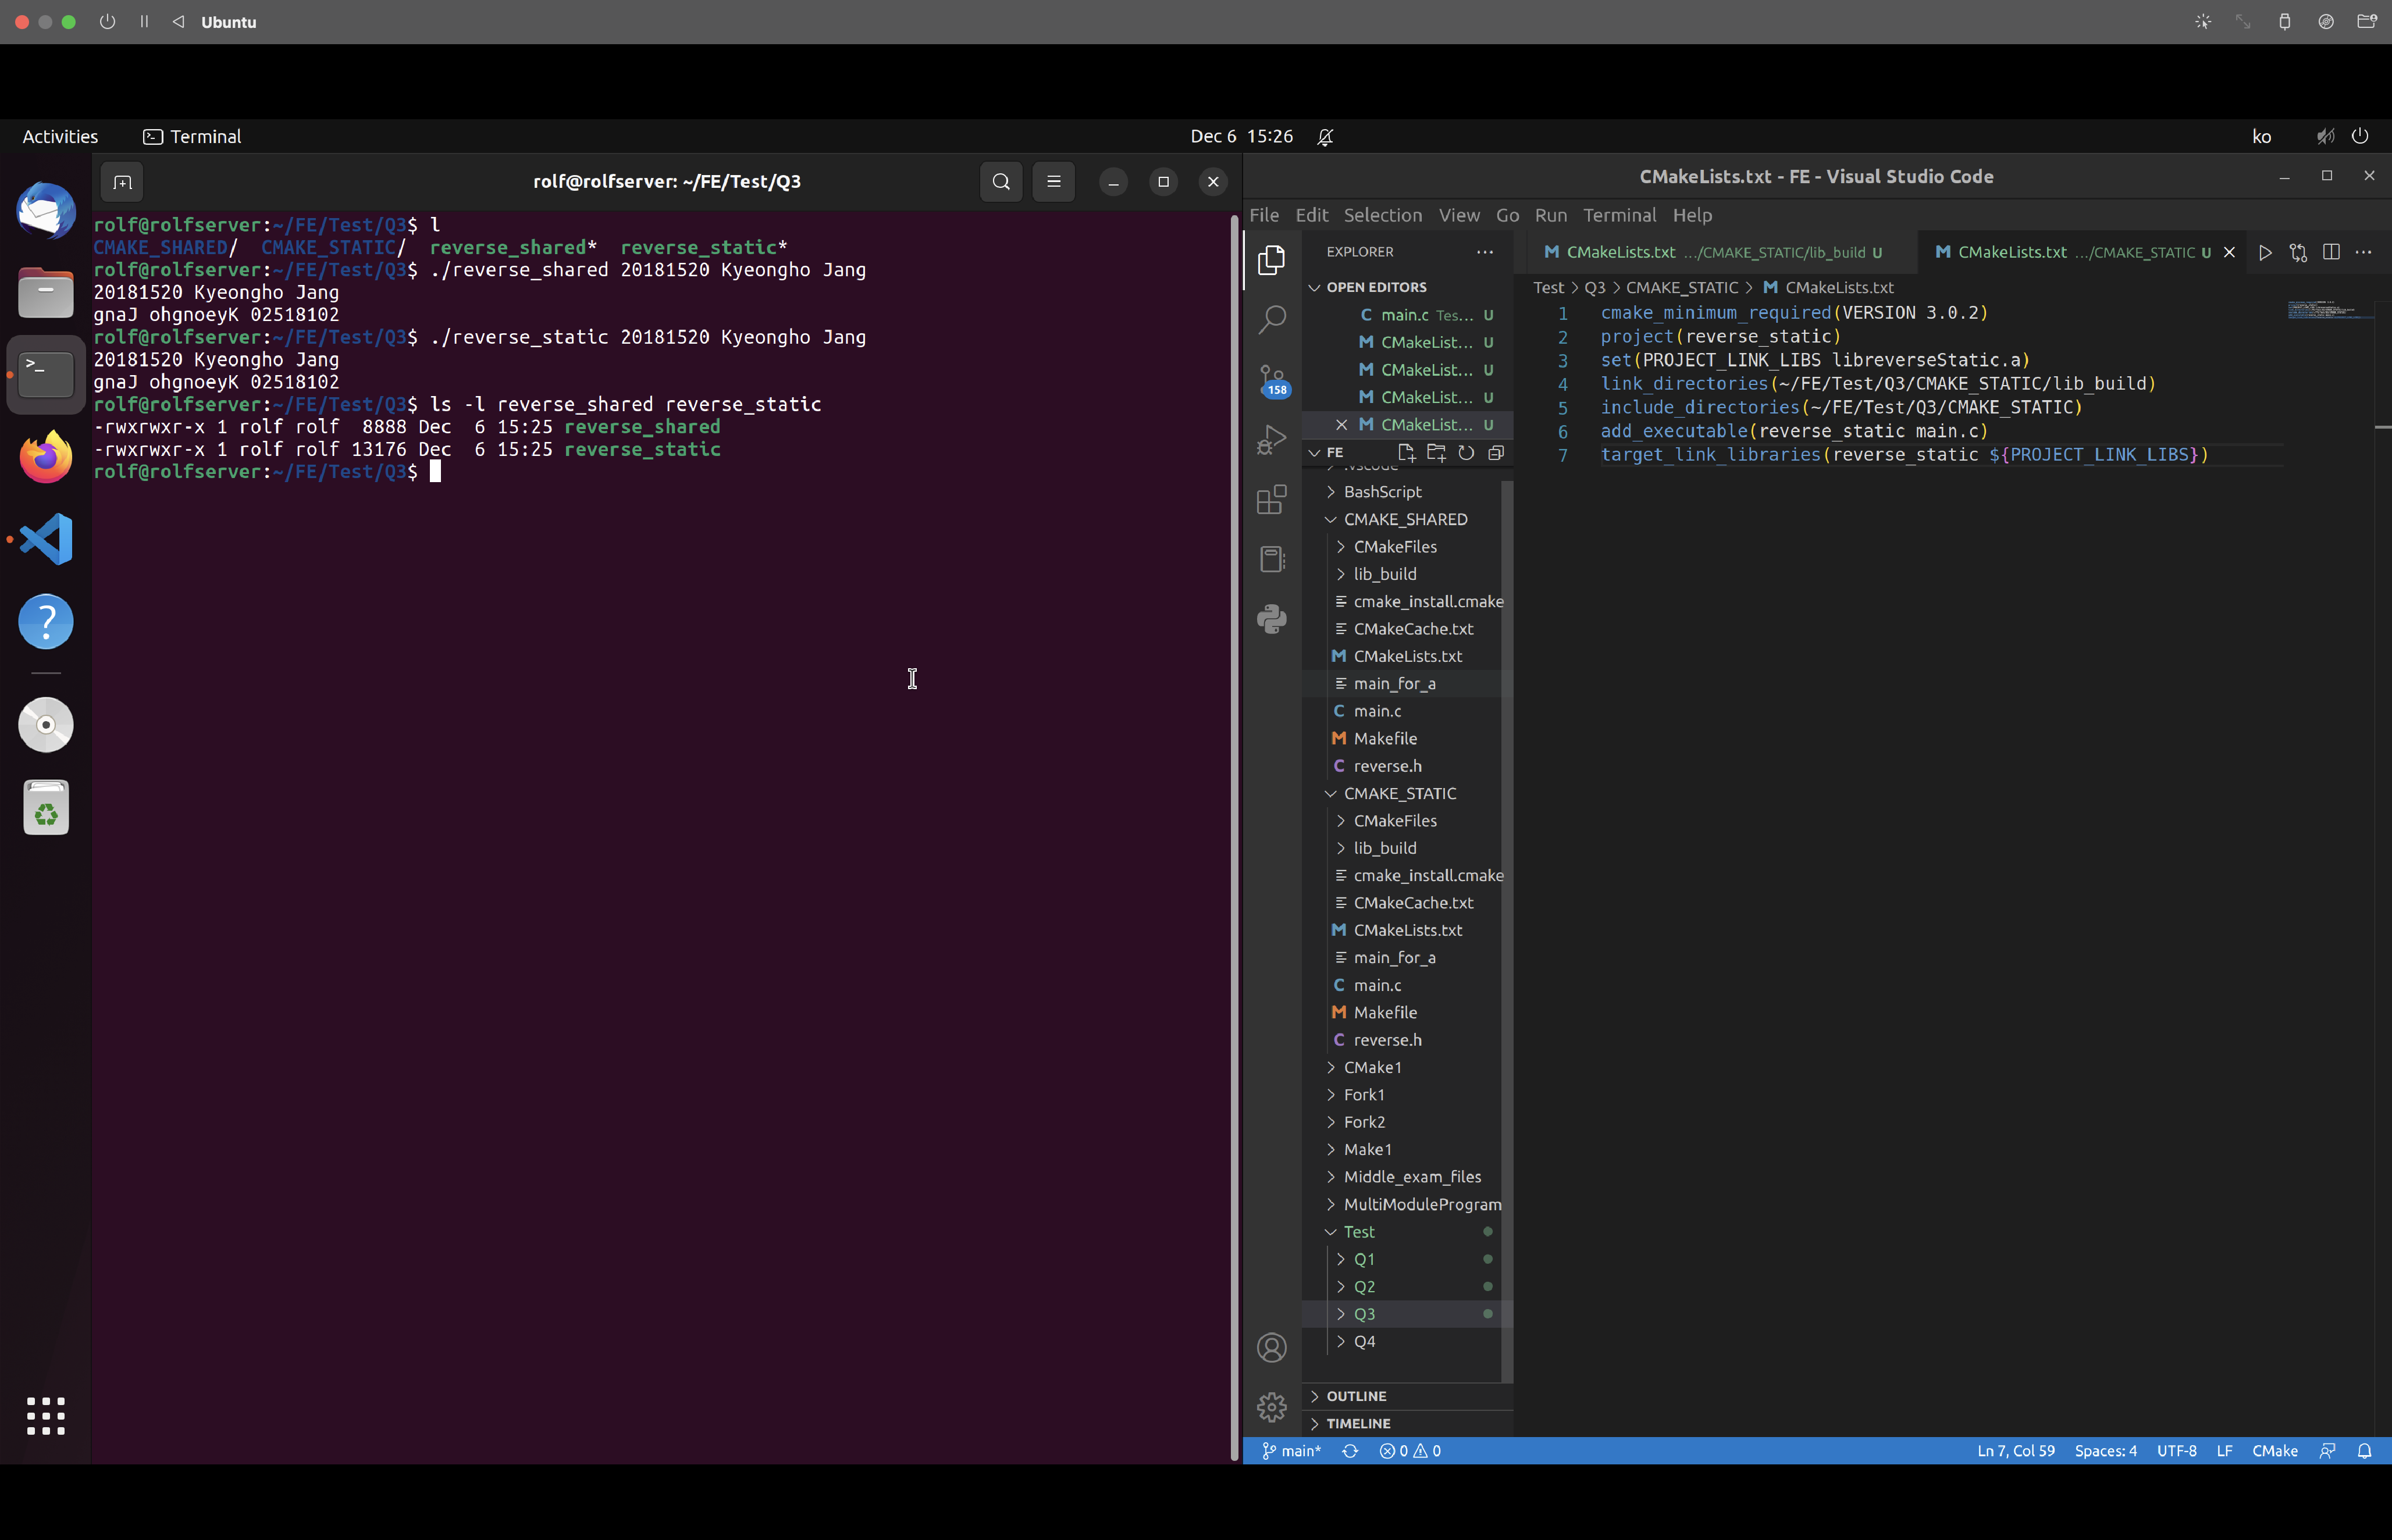 Ubuntu
Activities
Terminal
Dec 6 15:26
ko
rolf@rolfserver: ~/FE/Test/Q3
rolf@rolfserver:~/FE/Test/Q3$ l
CMAKE_SHARED/ CMAKE_STATIC/ reverse_shared* reverse_static*
rolf@rolfserver:~/FE/Test/Q3$ ./reverse_shared 20181520 Kyeongho Jang
20181520 Kyeongho Jang
gnaJ ohgnoeyK 02518102
rolf@rolfserver:~/FE/Test/Q3$ ./reverse_static 20181520 Kyeongho Jang
20181520 Kyeongho Jang
gnaJ ohgnoeyK 02518102
rolf@rolfserver:~/FE/Test/Q3$ ls -l reverse_shared reverse_static
-rwxrwxr-x 1 rolf rolf 8888 Dec 6 15:25 reverse_shared
-rwxrwxr-x 1 rolf rolf 13176 Dec 6 15:25 reverse_static
rolf@rolfserver:~/FE/Test/Q3$
CMakeLists.txt - FE - Visual Studio Code
File Edit Selection View Go Run Terminal Help
158
EXPLORER
OPEN EDITORS
main.c Tes... U
CMakeList... U
CMakeList... U
CMakeList... U
CMakeList... U
FE
.vscode
BashScript
CMAKE_SHARED
CMakeFiles
lib_build
cmake_install.cmake
CMakeCache.txt
CMakeLists.txt
main_for_a
main.c
Makefile
reverse.h
CMAKE_STATIC
CMakeFiles
lib_build
cmake_install.cmake
CMakeCache.txt
CMakeLists.txt
main_for_a
main.c
Makefile
reverse.h
CMake1
Fork1
Fork2
Make1
Middle_exam_files
MultiModuleProgram
Test
Q1
Q2
Q3
Q4
OUTLINE
TIMELINE
CMakeLists.txt .../CMAKE_STATIC/lib_build U
CMakeLists.txt .../CMAKE_STATIC U
Test > Q3 > CMAKE_STATIC > CMakeLists.txt
1 cmake_minimum_required(VERSION 3.0.2)
2 project(reverse_static)
3 set(PROJECT_LINK_LIBS libreverseStatic.a)
4 link_directories(~/FE/Test/Q3/CMAKE_STATIC/lib_build)
5 include_directories(~/FE/Test/Q3/CMAKE_STATIC)
6 add_executable(reverse_static main.c)
7 target_link_libraries(reverse_static ${PROJECT_LINK_LIBS})
main* 0 0
Ln 7, Col 59 Spaces: 4 UTF-8 LF CMake